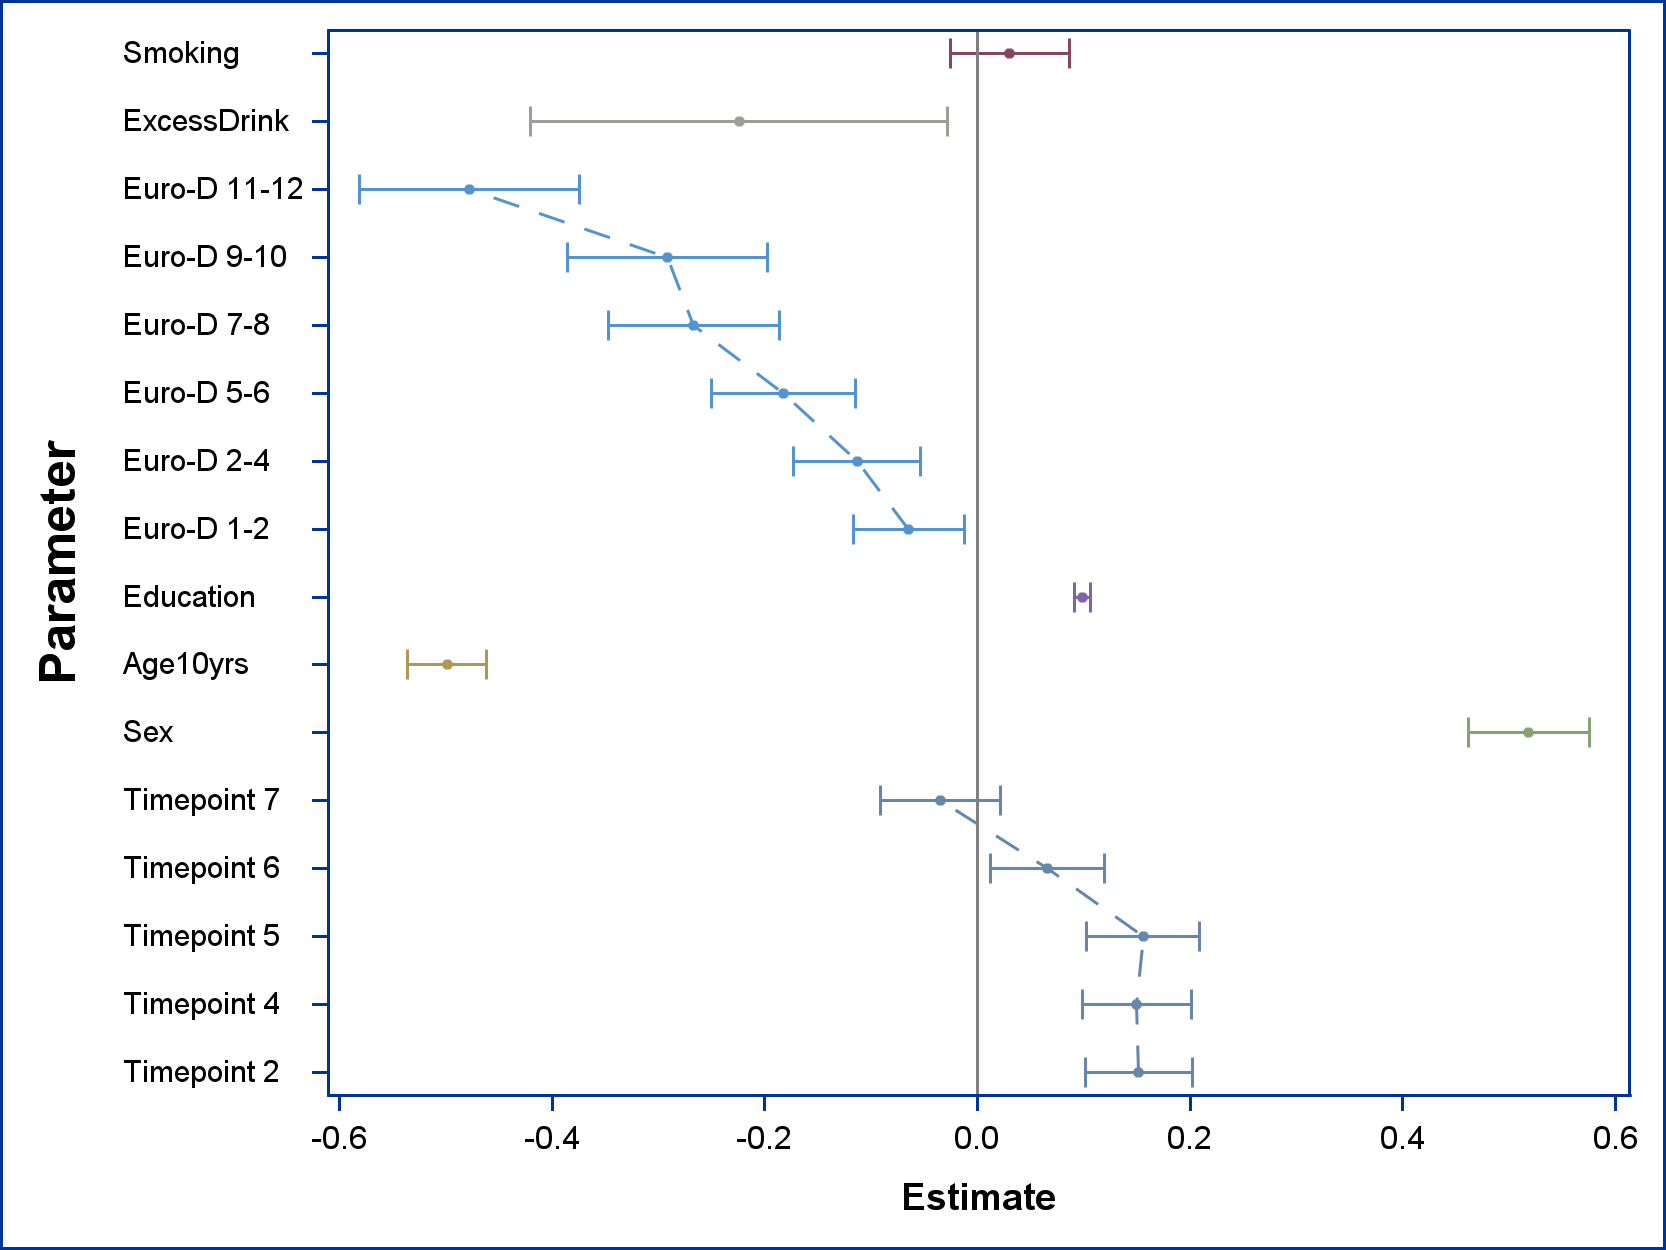 Parameter
Smoking
ExcessDrink
Euro-D 11-12
Euro-D 9-10
Euro-D 7-8
Euro-D 5-6
Euro-D 2-4
Euro-D 1-2
Education
Age10yrs
Sex
Timepoint 7
Timepoint 6
Timepoint 5
Timepoint 4
Timepoint 2
-0.6 -0.4 -0.2 0.0 0.2 0.4 0.6
Estimate